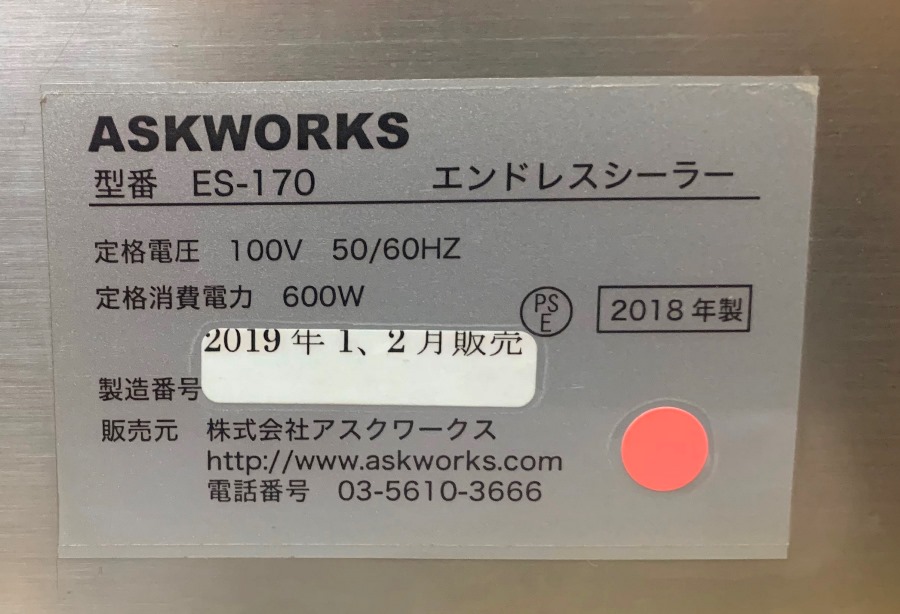 ASKWORKS
型番 ES-170 エンドレスシーラー
定格電圧 100V 50/60HZ
定格消費電力 600W
PS
E
2018年製
2019年1、2月販売
製造番号
販売元 株式会社アスクワークス
http://www.askworks.com
電話番号 03-5610-3666